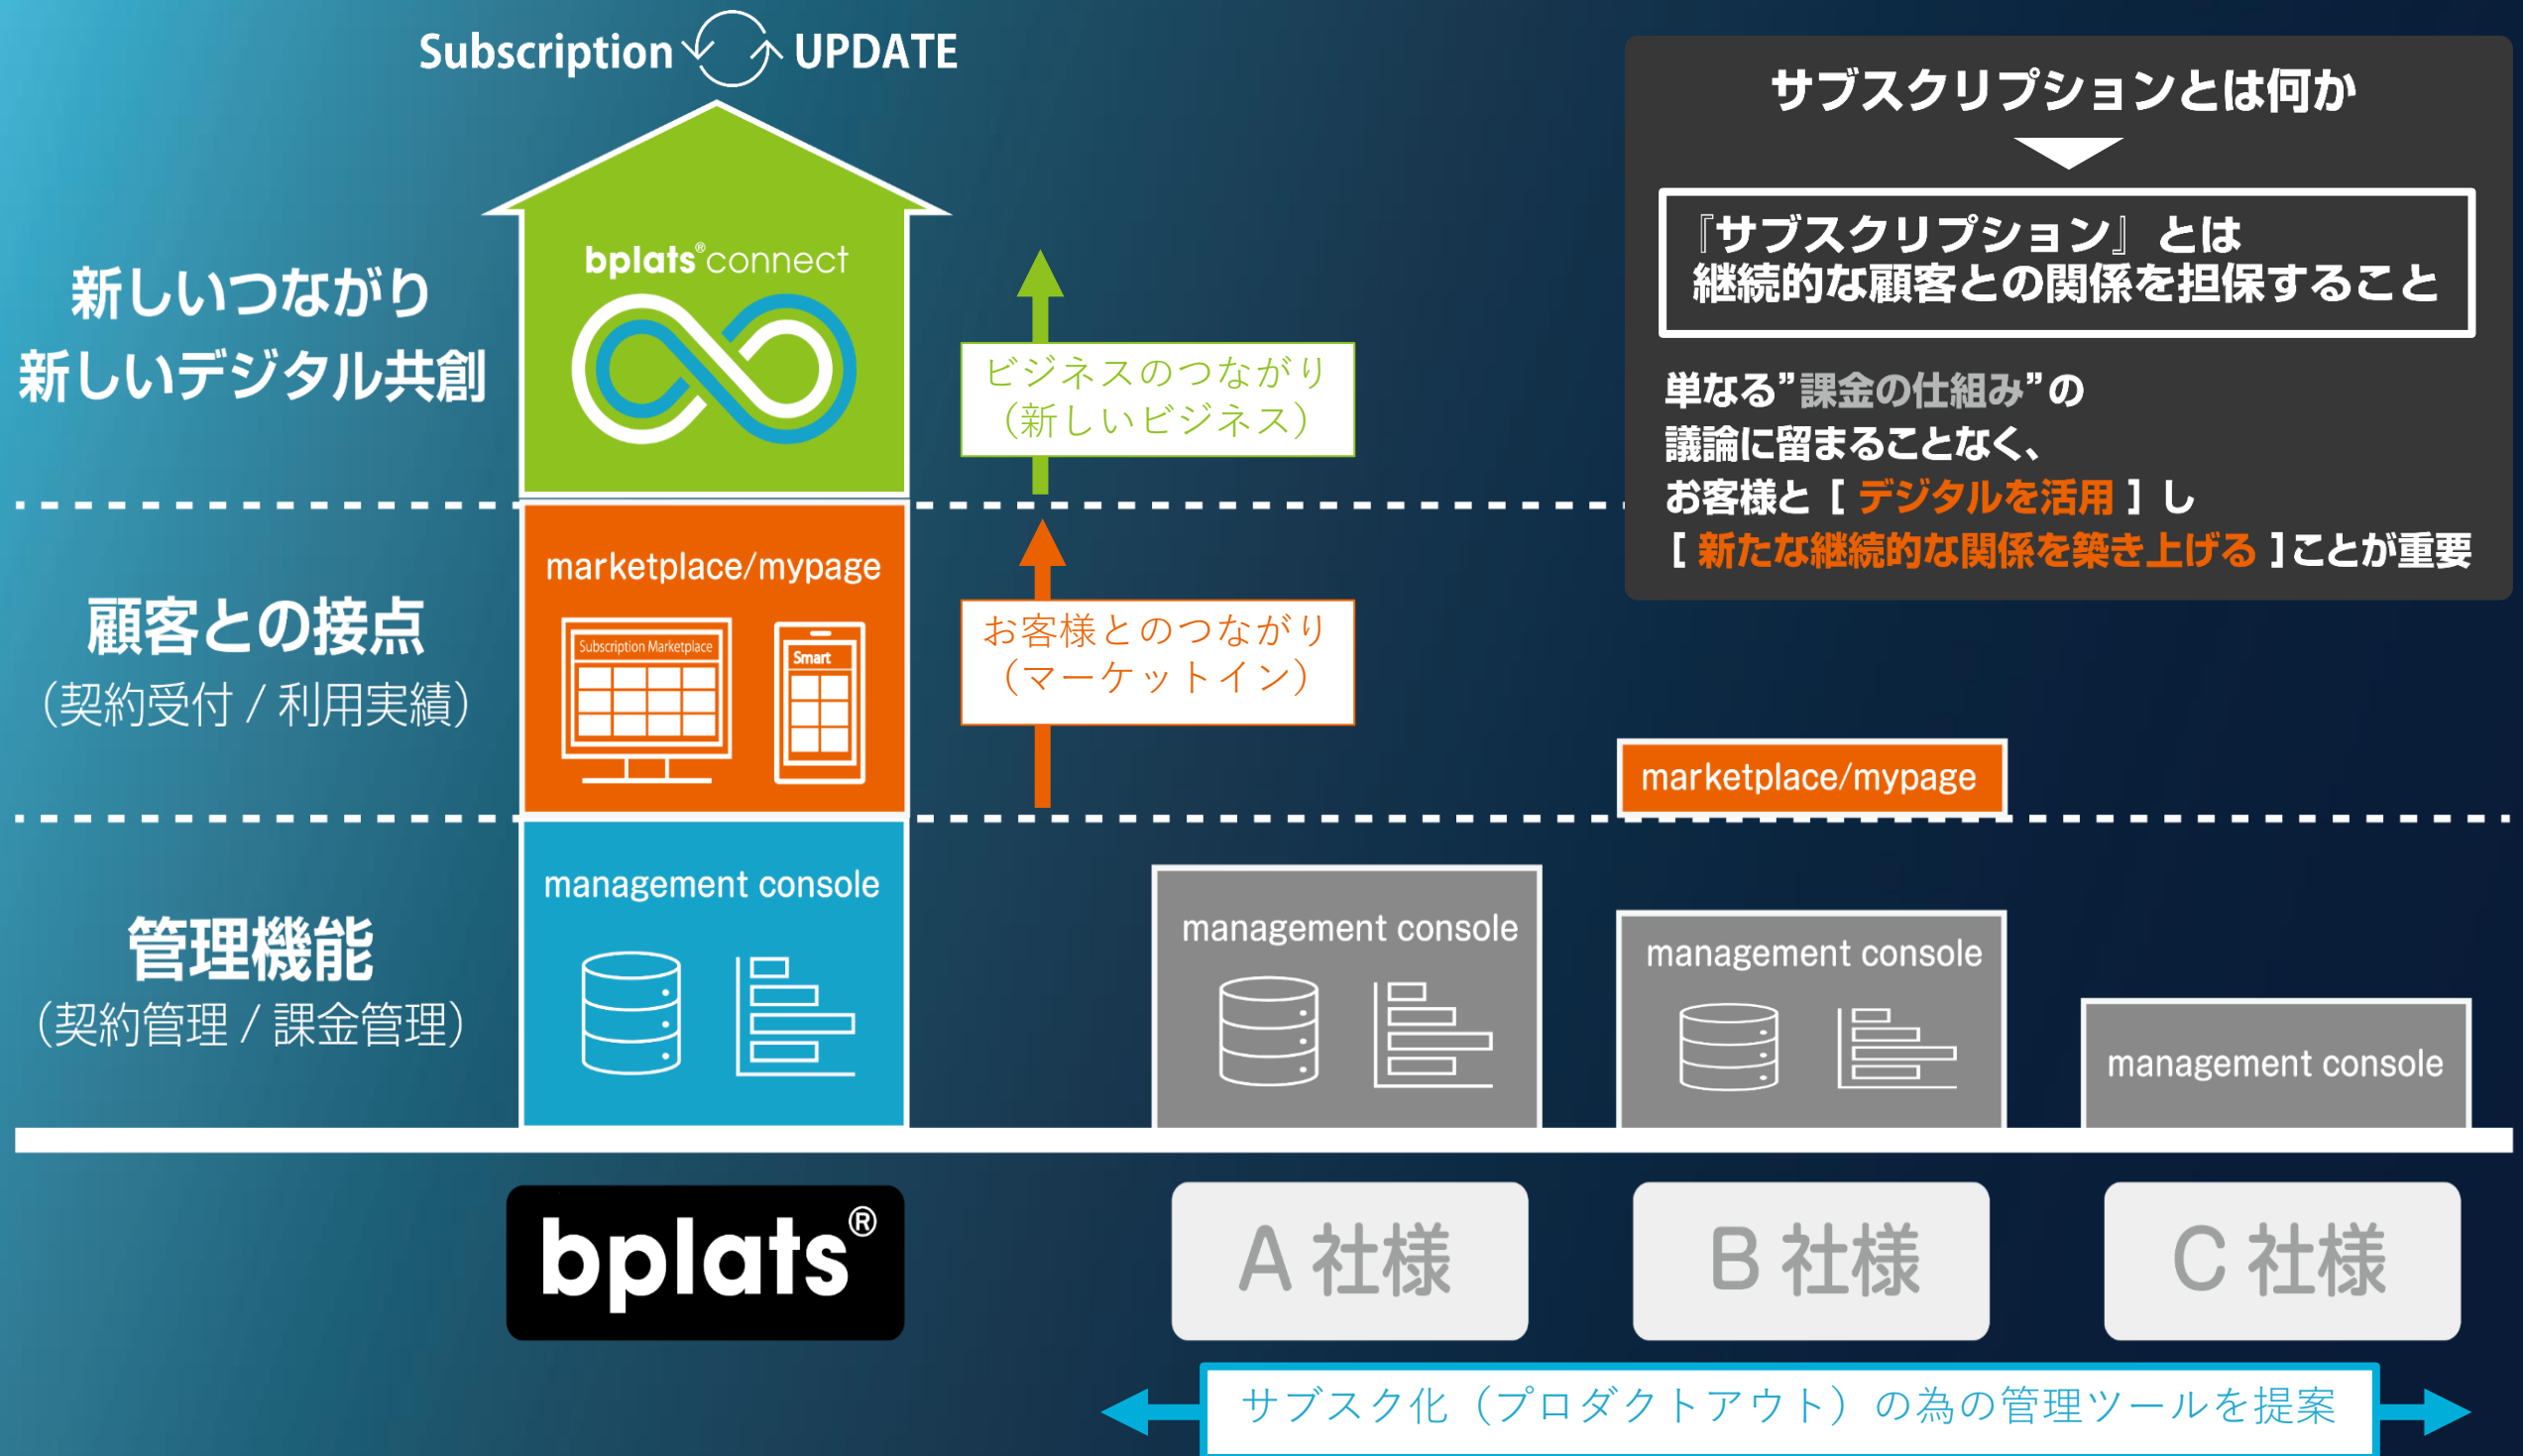 Subscription UPDATE
新しいつながり
新しいデジタル共創
bplats®connect
ビジネスのつながり
（新しいビジネス）
サブスクリプションとは何か
『サブスクリプション』とは
継続的な顧客との関係を担保すること
単なる”課金の仕組み”の
議論に留まることなく、
お客様と［デジタルを活用］し
［新たな継続的な関係を築き上げる］ことが重要
顧客との接点
（契約受付 / 利用実績）
marketplace/mypage
Subscription Marketplace
Smart
お客様とのつながり
（マーケットイン）
marketplace/mypage
管理機能
（契約管理 / 課金管理）
management console
management console
management console
management console
bplats®
A 社様
B 社様
C 社様
サブスク化（プロダクトアウト）の為の管理ツールを提案